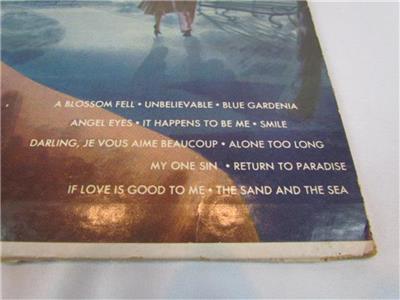 A BLOSSOM FELL • UNBELIEVABLE • BLUE GARDENIA
ANGEL EYES • IT HAPPENS TO BE ME • SMILE
DARLING, JE VOUS AIME BEAUCOUP • ALONE TOO LONG
MY ONE SIN • RETURN TO PARADISE
IF LOVE IS GOOD TO ME • THE SAND AND THE SEA